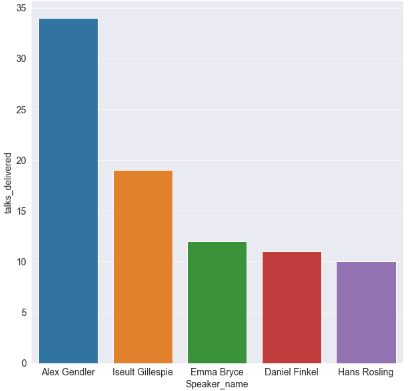 35
30
25
20
15
10
5
0
talks_delivered
Alex Gendler Iseult Gillespie Emma Bryce Daniel Finkel Hans Rosling
Speaker_name